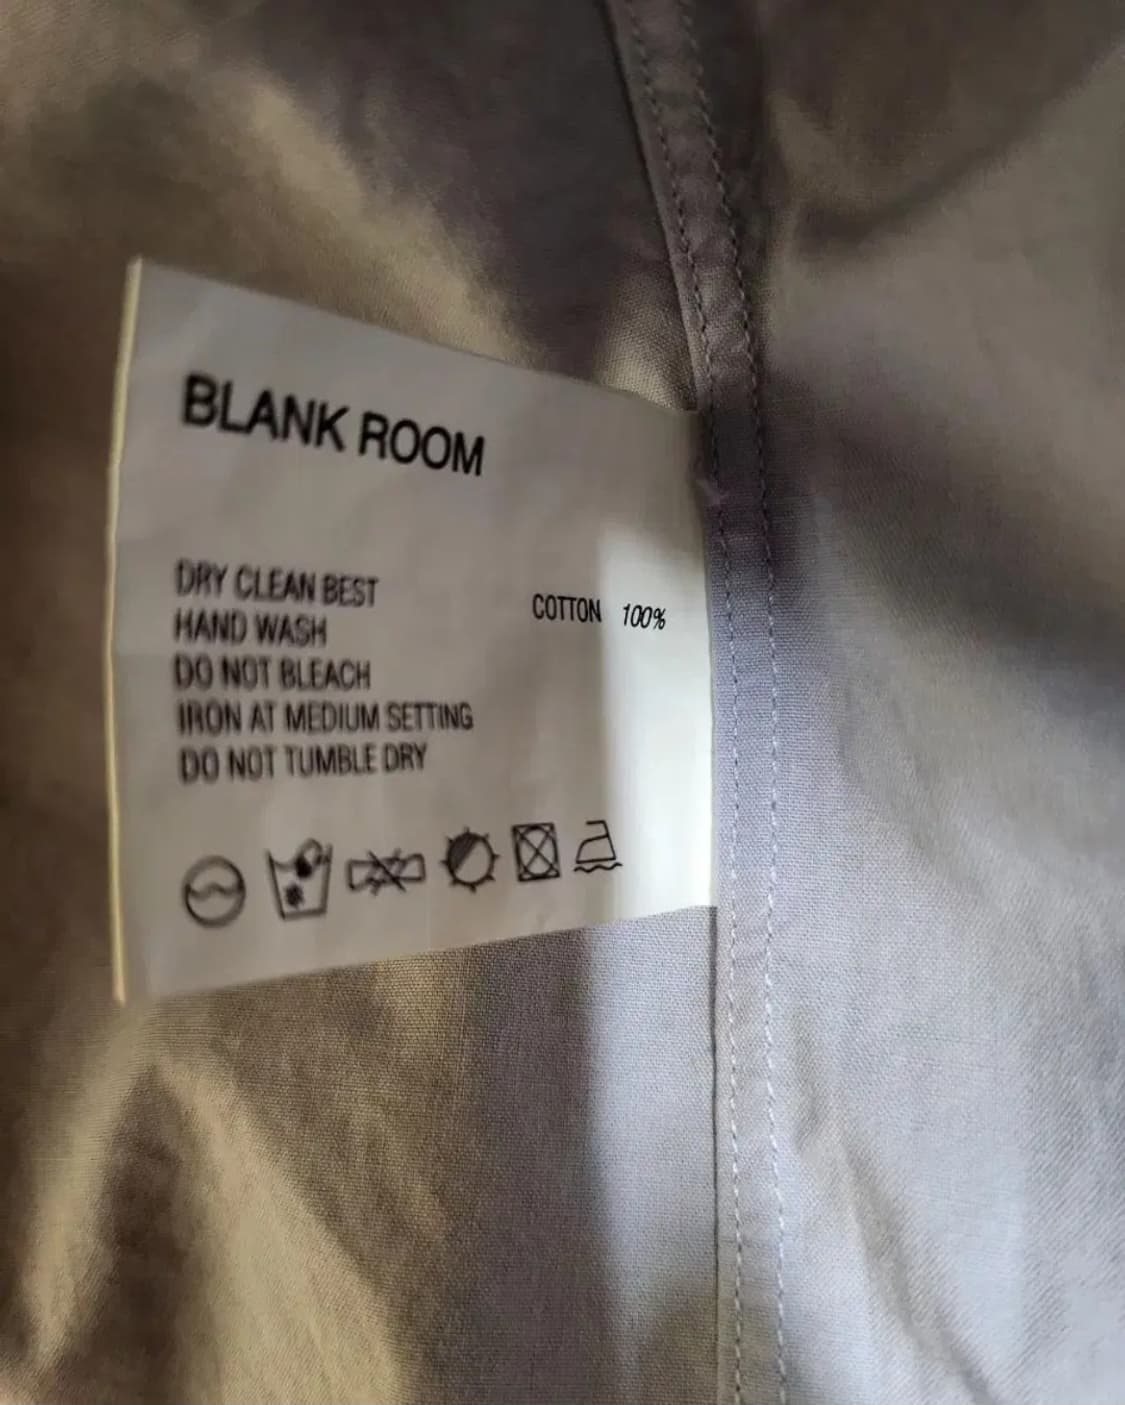 BLANK ROOM
DRY CLEAN BEST
HAND WASH
DO NOT BLEACH
IRON AT MEDIUM SETTING
DO NOT TUMBLE DRY
COTTON 100%